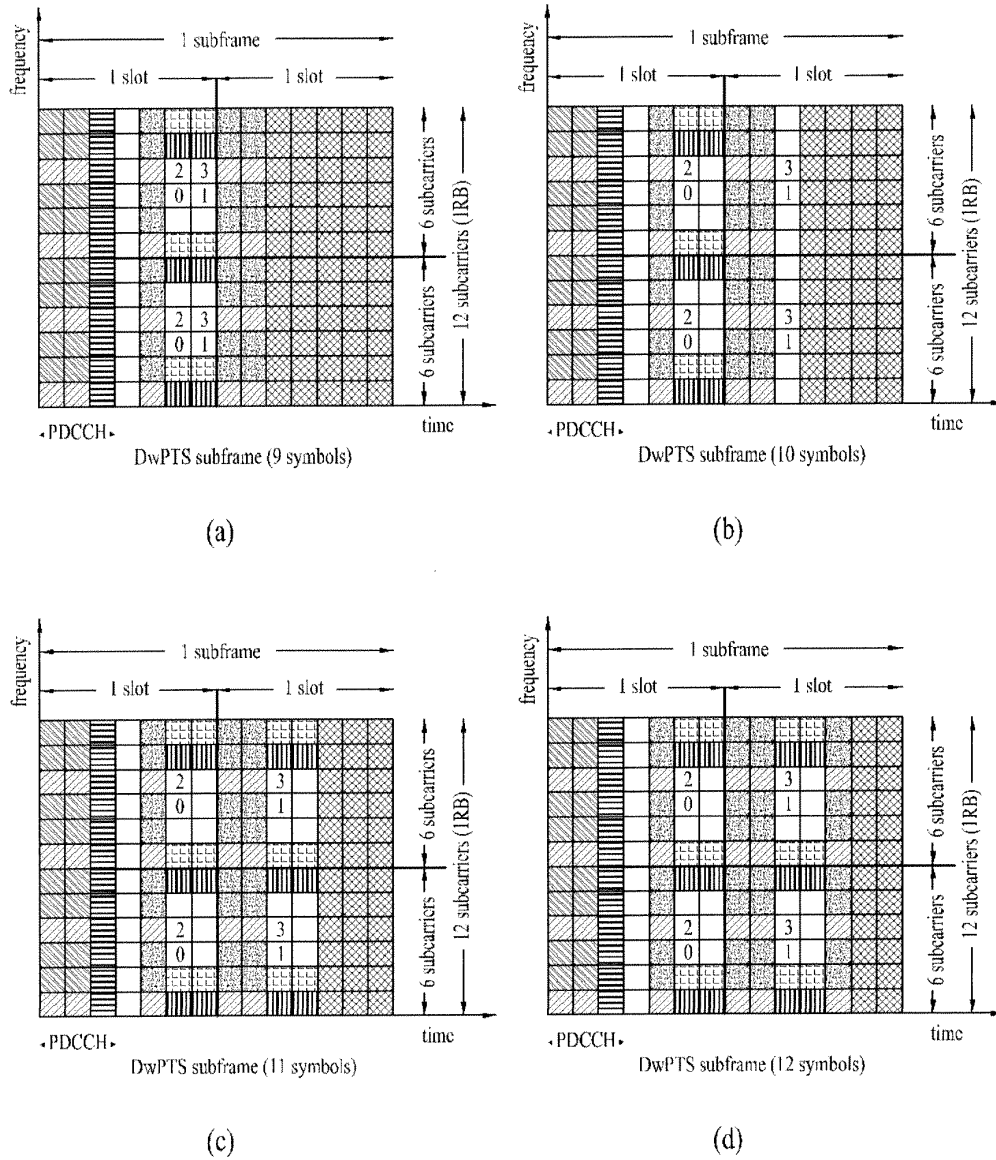 frequency
1 subframe
1 slot 1 slot
2 3
0 1
2 3
0 1
6 subcarriers
6 subcarriers
12 subcarriers (1RB)
time
PDCCH
DwPTS subframe (9 symbols)
(a)
frequency
1 subframe
1 slot 1 slot
2 3
0 1
2 3
0 1
6 subcarriers
6 subcarriers
12 subcarriers (1RB)
time
PDCCH
DwPTS subframe (10 symbols)
(b)
frequency
1 subframe
1 slot 1 slot
2 3
0 1
2 3
0 1
6 subcarriers
6 subcarriers
12 subcarriers (1RB)
time
PDCCH
DwPTS subframe (11 symbols)
(c)
frequency
1 subframe
1 slot 1 slot
2 3
0 1
2 3
0 1
6 subcarriers
6 subcarriers
12 subcarriers (1RB)
time
PDCCH
DwPTS subframe (12 symbols)
(d)